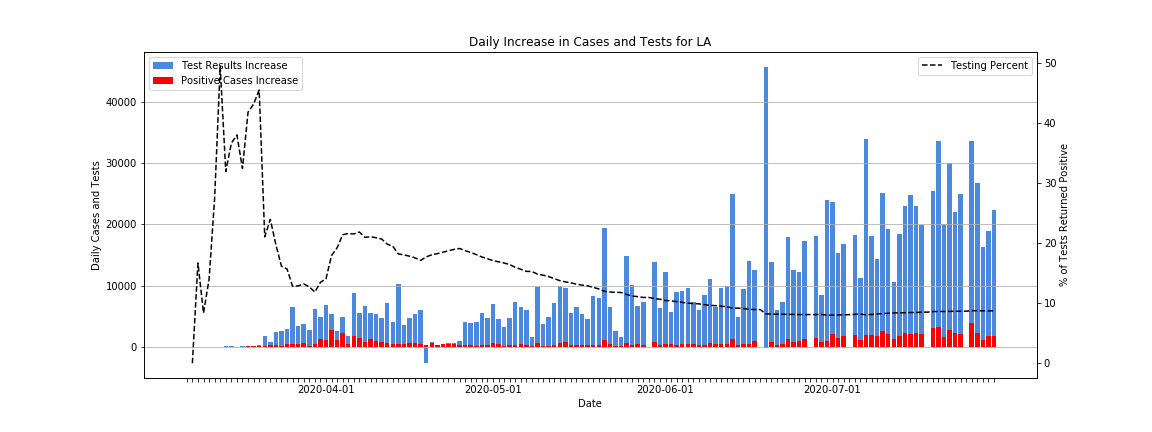 Daily Increase in Cases and Tests for LA
Test Results Increase
Positive Cases Increase
Testing Percent
40000
30000
20000
10000
0
Daily Cases and Tests
50
40
30
20
10
0
% of Tests Returned Positive
2020-04-01 2020-05-01 2020-06-01 2020-07-01
Date